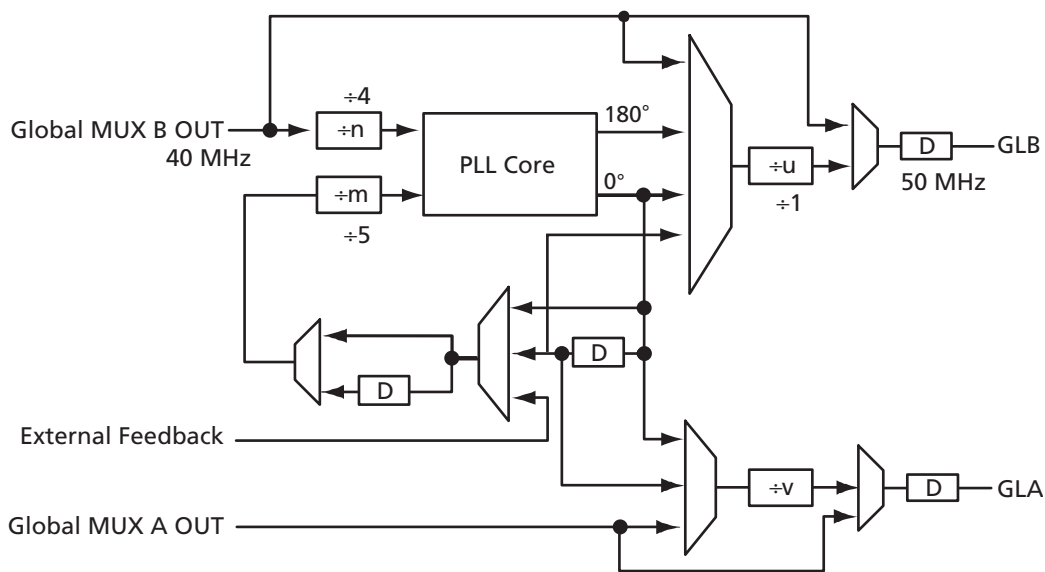 ÷4
Global MUX B OUT
40 MHz
÷n
PLL Core
180°
0°
÷m
÷5
÷u
÷1
D
GLB
50 MHz
D
D
External Feedback
Global MUX A OUT
÷v
D
GLA